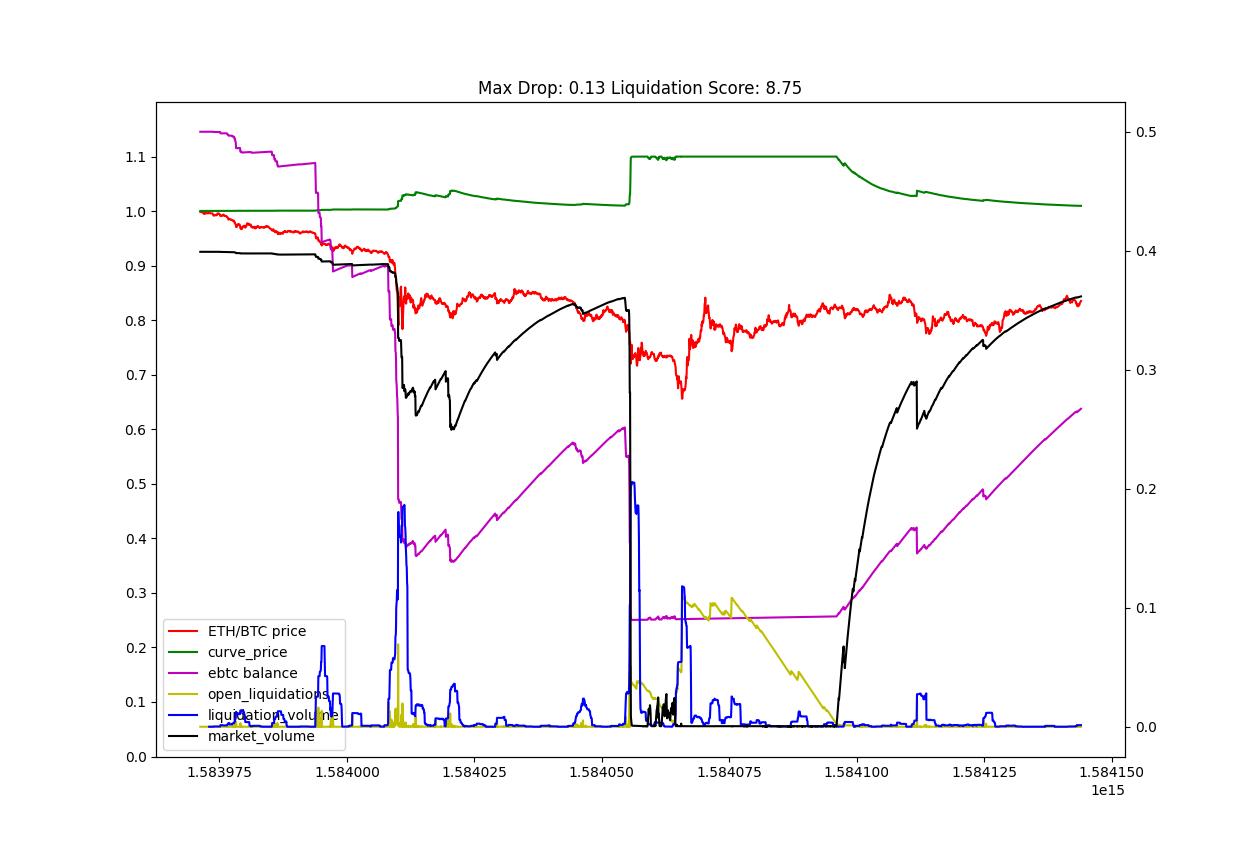 Max Drop: 0.13 Liquidation Score: 8.75
1.1
1.0
0.9
0.8
0.7
0.6
0.5
0.4
0.3
0.2
0.1
0.0
0.5
0.4
0.3
0.2
0.1
0.0
ETH/BTC price
curve_price
ebtc balance
open_liquidations
liquidation_volume
market_volume
1.583975 1.584000 1.584025 1.584050 1.584075 1.584100 1.584125 1.584150
1e15